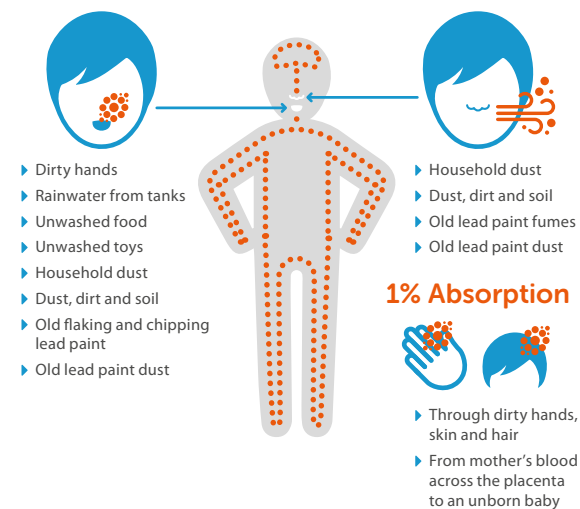 Dirty hands
Rainwater from tanks
Unwashed food
Unwashed toys
Household dust
Dust, dirt and soil
Old flaking and chipping
lead paint
Old lead paint dust
Household dust
Dust, dirt and soil
Old lead paint fumes
Old lead paint dust
1% Absorption
Through dirty hands,
skin and hair
From mother’s blood
across the placenta
to an unborn baby